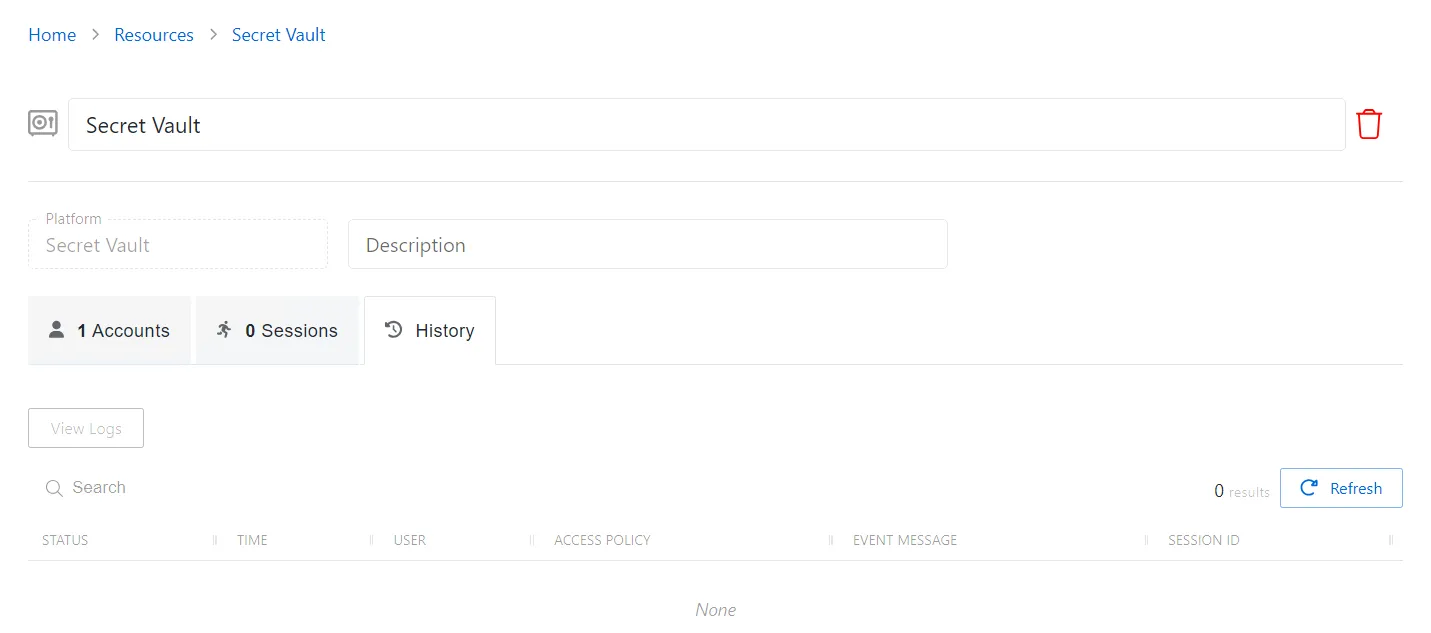 Home > Resources > Secret Vault
Secret Vault
Platform
Secret Vault
Description
1 Accounts
0 Sessions
History
View Logs
Search
0 results
Refresh
STATUS TIME USER ACCESS POLICY EVENT MESSAGE SESSION ID
None